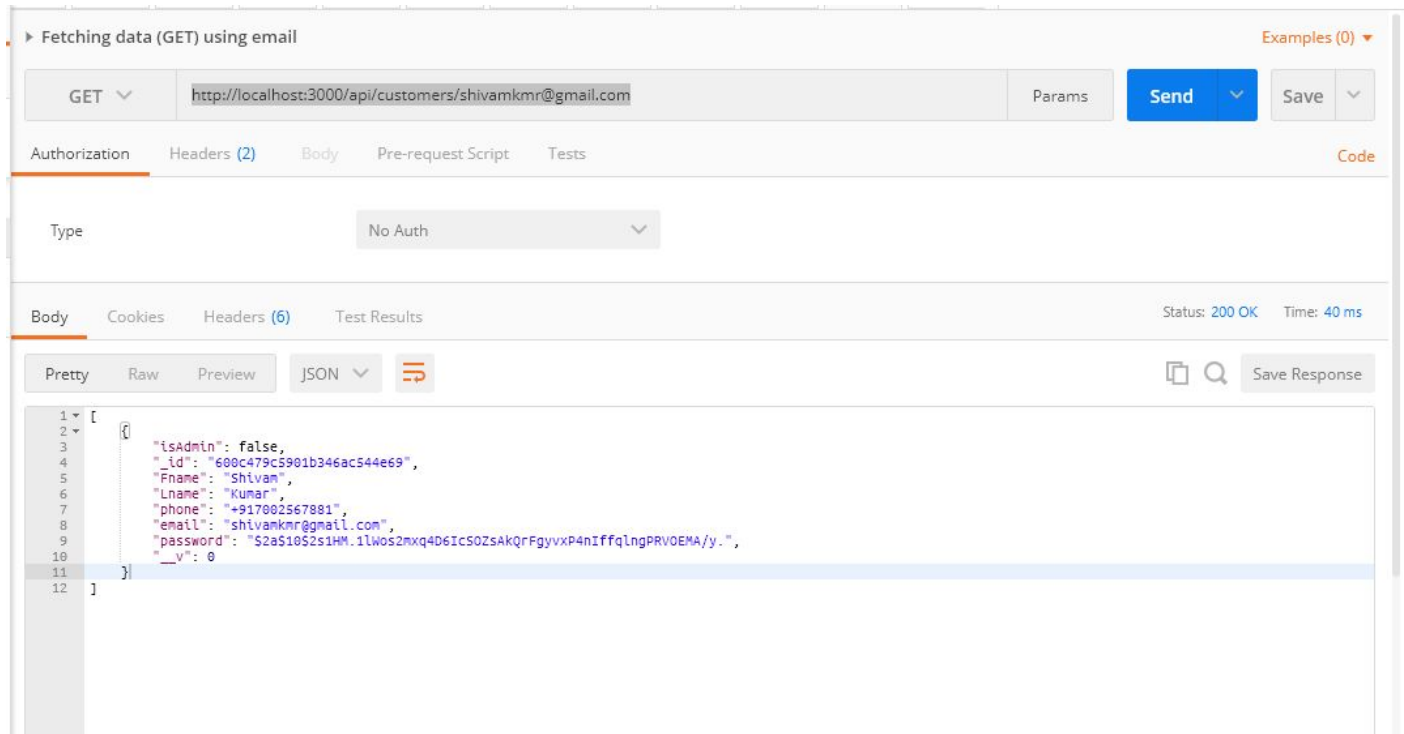 Fetching data (GET) using email
Examples (0)
GET
http://localhost:3000/api/customers/shivamkmr@gmail.com
Params
Send
Save
Authorization Headers (2) Body Pre-request Script Tests
Code
Type
No Auth
Body Cookies Headers (6) Test Results
Status: 200 OK Time: 40 ms
Pretty Raw Preview JSON
Save Response
1 [
2 {
3 "isAdmin": false,
4 "_id": "600c479c5901b346ac544e69",
5 "Fname": "Shivam",
6 "Lname": "Kumar",
7 "phone": "+917002567881",
8 "email": "shivamkmr@gmail.com",
9 "password": "$2a$10$2s1HM.1lWos2mxq4D6IcSOZsAkQrFgyvxP4nIffqlngPRVOEMA/y.",
10 "__v": 0
11 }
12 ]